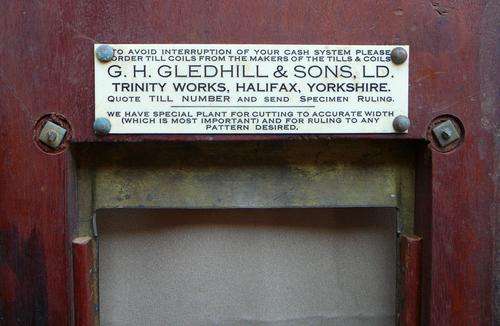 TO AVOID INTERRUPTION OF YOUR CASH SYSTEM PLEASE
ORDER TILL COILS FROM THE MAKERS OF THE TILLS & COILS
G. H. GLEDHILL & SONS, LD.
TRINITY WORKS, HALIFAX, YORKSHIRE.
QUOTE TILL NUMBER AND SEND SPECIMEN RULING.
WE HAVE SPECIAL PLANT FOR CUTTING TO ACCURATE WIDTH
(WHICH IS MOST IMPORTANT) AND FOR RULING TO ANY
PATTERN DESIRED.